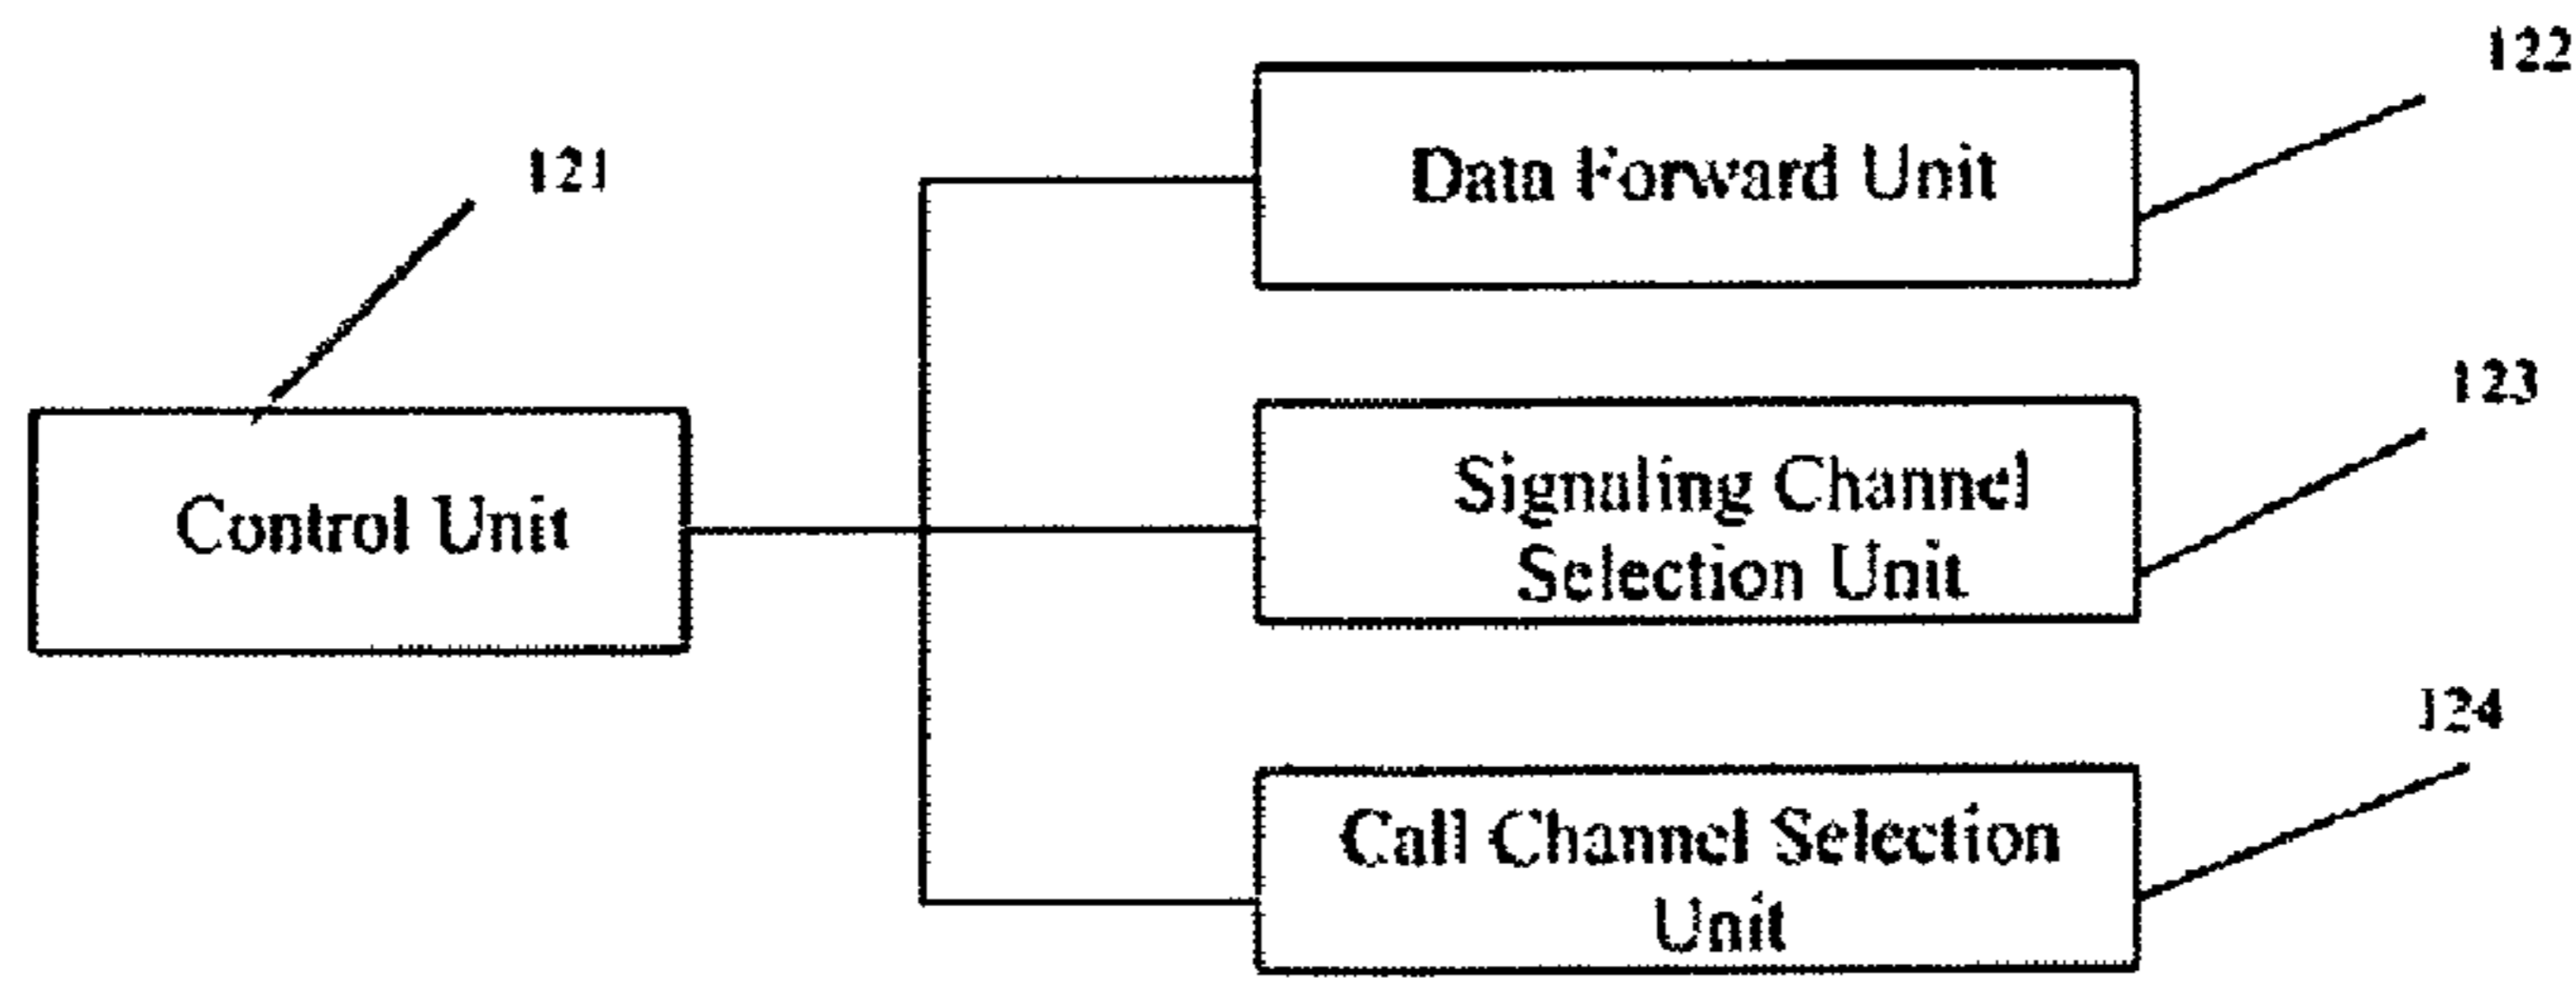 122
Data Forward Unit
121
123
Signaling Channel
Selection Unit
Control Unit
124
Call Channel Selection
Unit